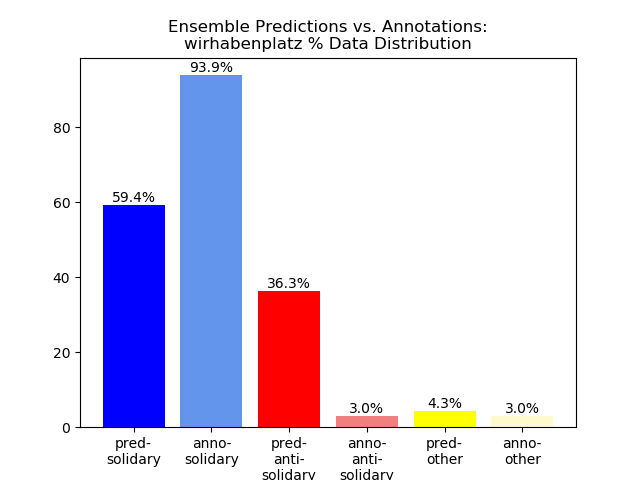 Ensemble Predictions vs. Annotations:
wirhabenplatz % Data Distribution
93.9%
80
59.4%
60
36.3%
40
20
4.3%
3.0%
3.0%
0
pred-
solidary
anno-
solidary
pred-
anti-
solidary
anno-
anti-
solidary
pred-
other
anno-
other